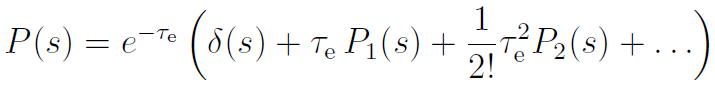 P(s) = e^{-τ_e} ( δ(s) + τ_e P_1(s) + \frac{1}{2!} τ_e^2 P_2(s) + ... )